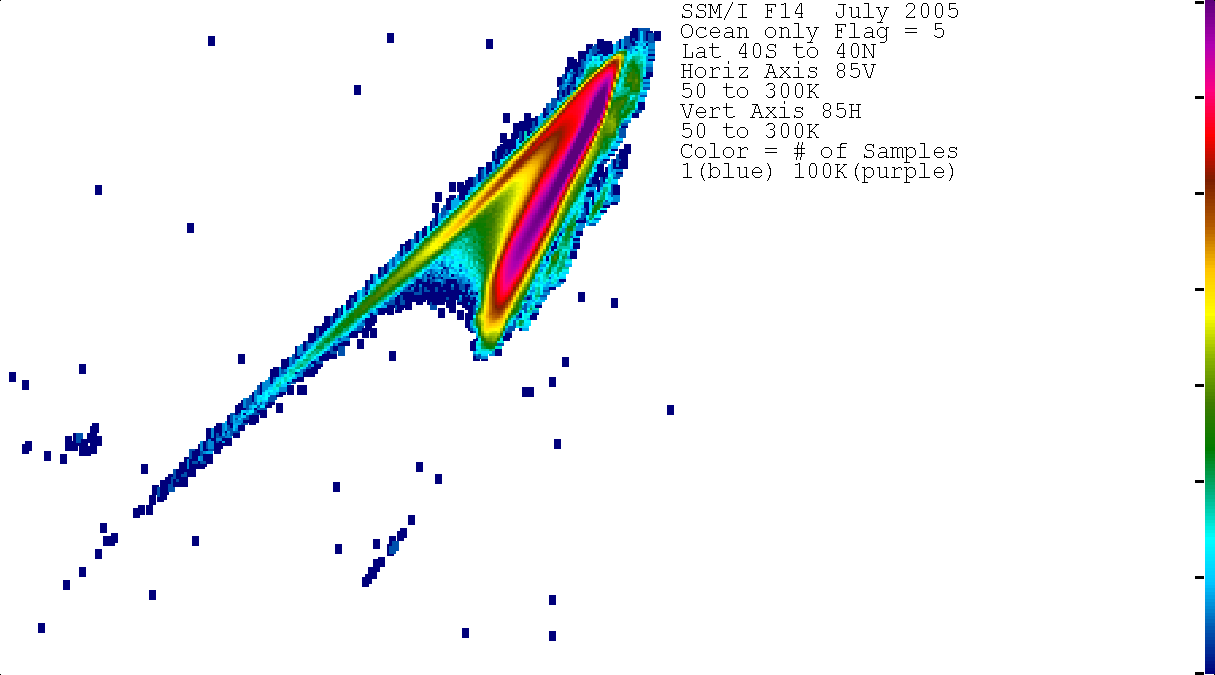 SSM/I F14  July 2005
Ocean only Flag = 5
Lat 40S to 40N
Horiz Axis 85V
50 to 300K
Vert Axis 85H
50 to 300K
Color = # of Samples
1(blue) 100K(purple)